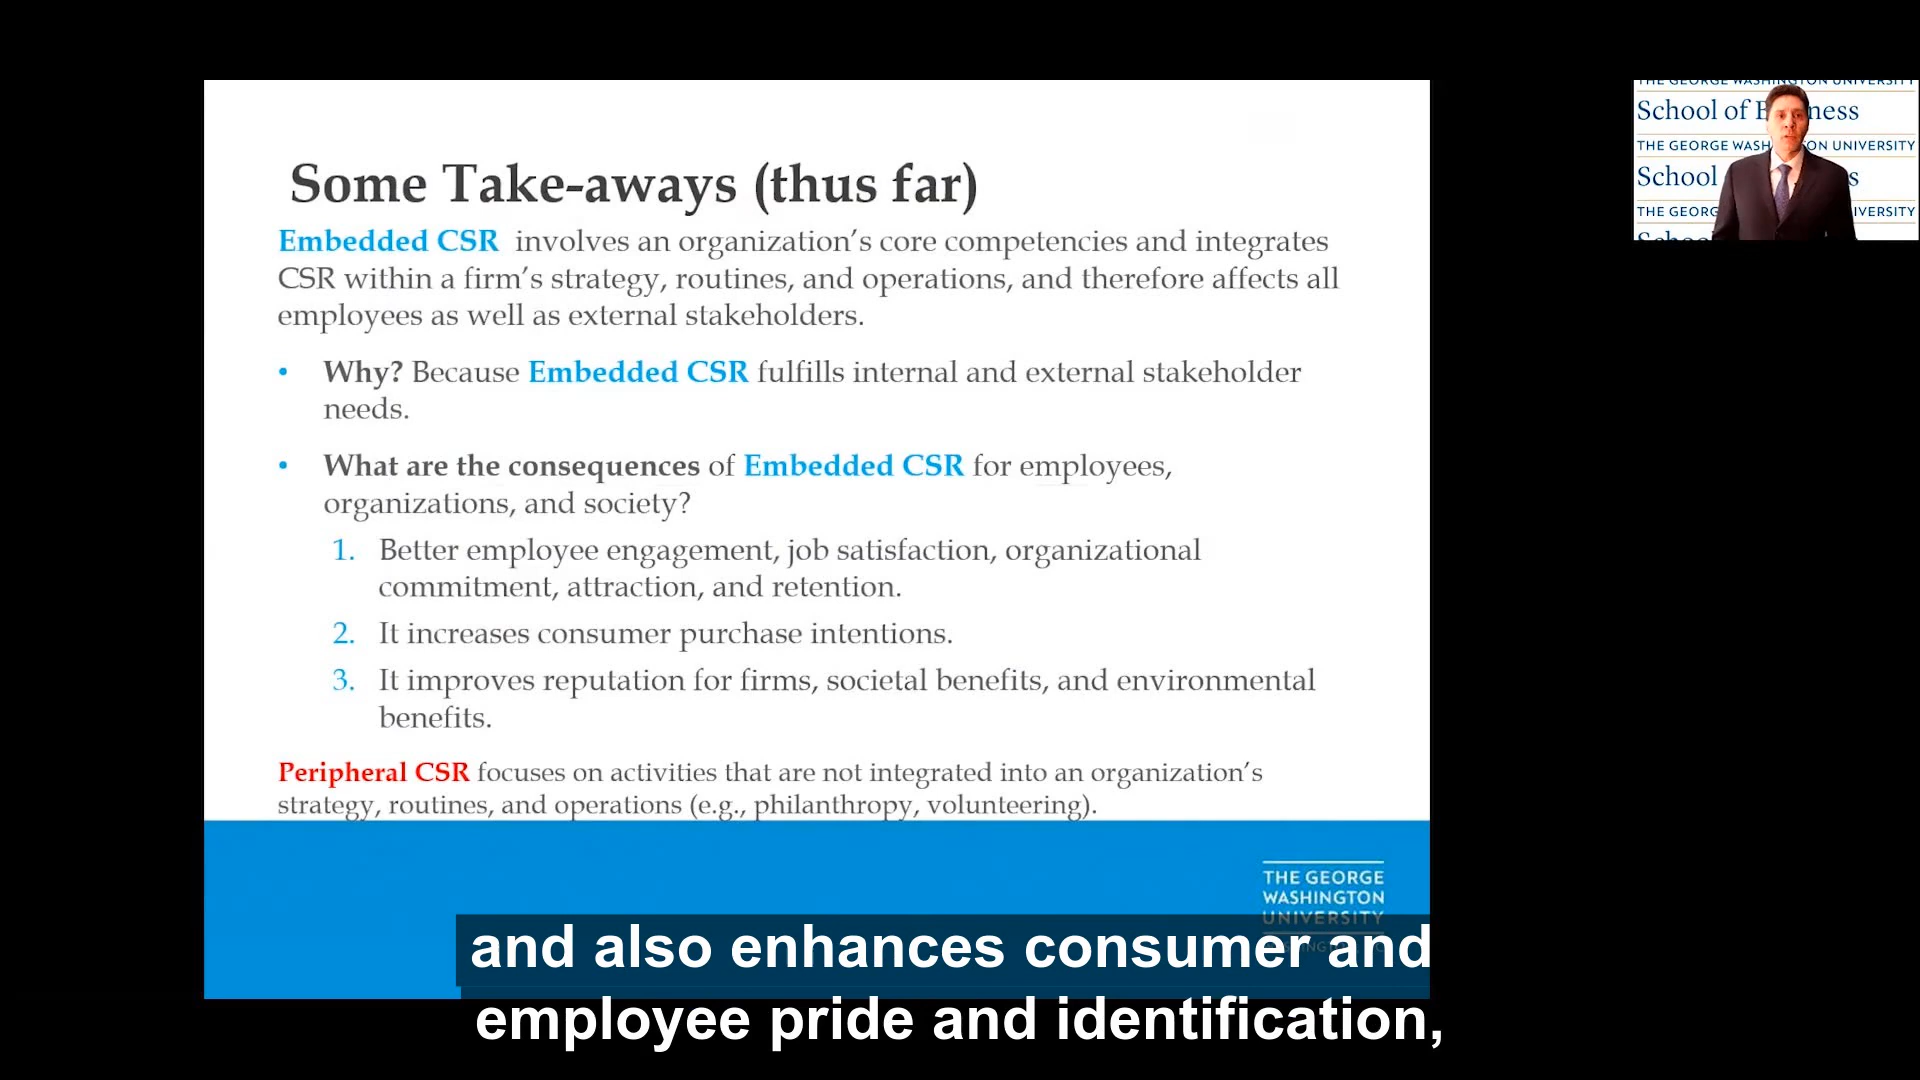 Some Take-aways (thus far)
Embedded CSR involves an organization’s core competencies and integrates
CSR within a firm’s strategy, routines, and operations, and therefore affects all
employees as well as external stakeholders.
• Why? Because Embedded CSR fulfills internal and external stakeholder
needs.
• What are the consequences of Embedded CSR for employees,
organizations, and society?
1. Better employee engagement, job satisfaction, organizational
commitment, attraction, and retention.
2. It increases consumer purchase intentions.
3. It improves reputation for firms, societal benefits, and environmental
benefits.
Peripheral CSR focuses on activities that are not integrated into an organization’s
strategy, routines, and operations (e.g., philanthropy, volunteering).
THE GEORGE
WASHINGTON
UNIVERSITY
and also enhances consumer and
employee pride and identification,
THE GEORGE WASHINGTON UNIVERSITY
School of
THE GEORGE UNIVERSITY
School
THE